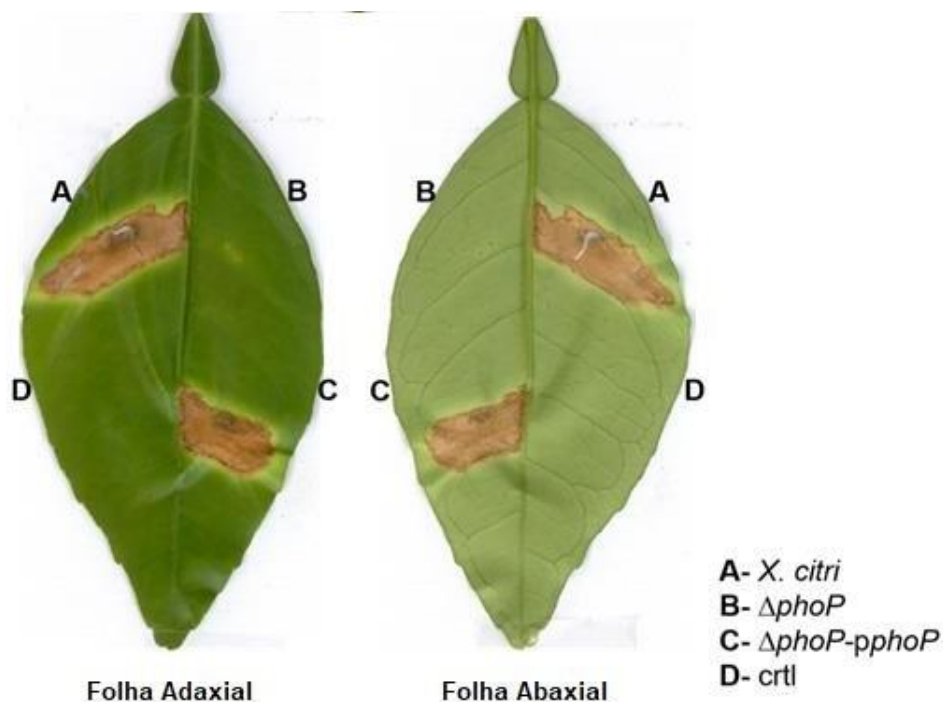 A
B
B
A
D
C
C
D
A- X. citri
B- ΔphoP
C- ΔphoP-pphoP
D- crtl
Folha Adaxial
Folha Abaxial